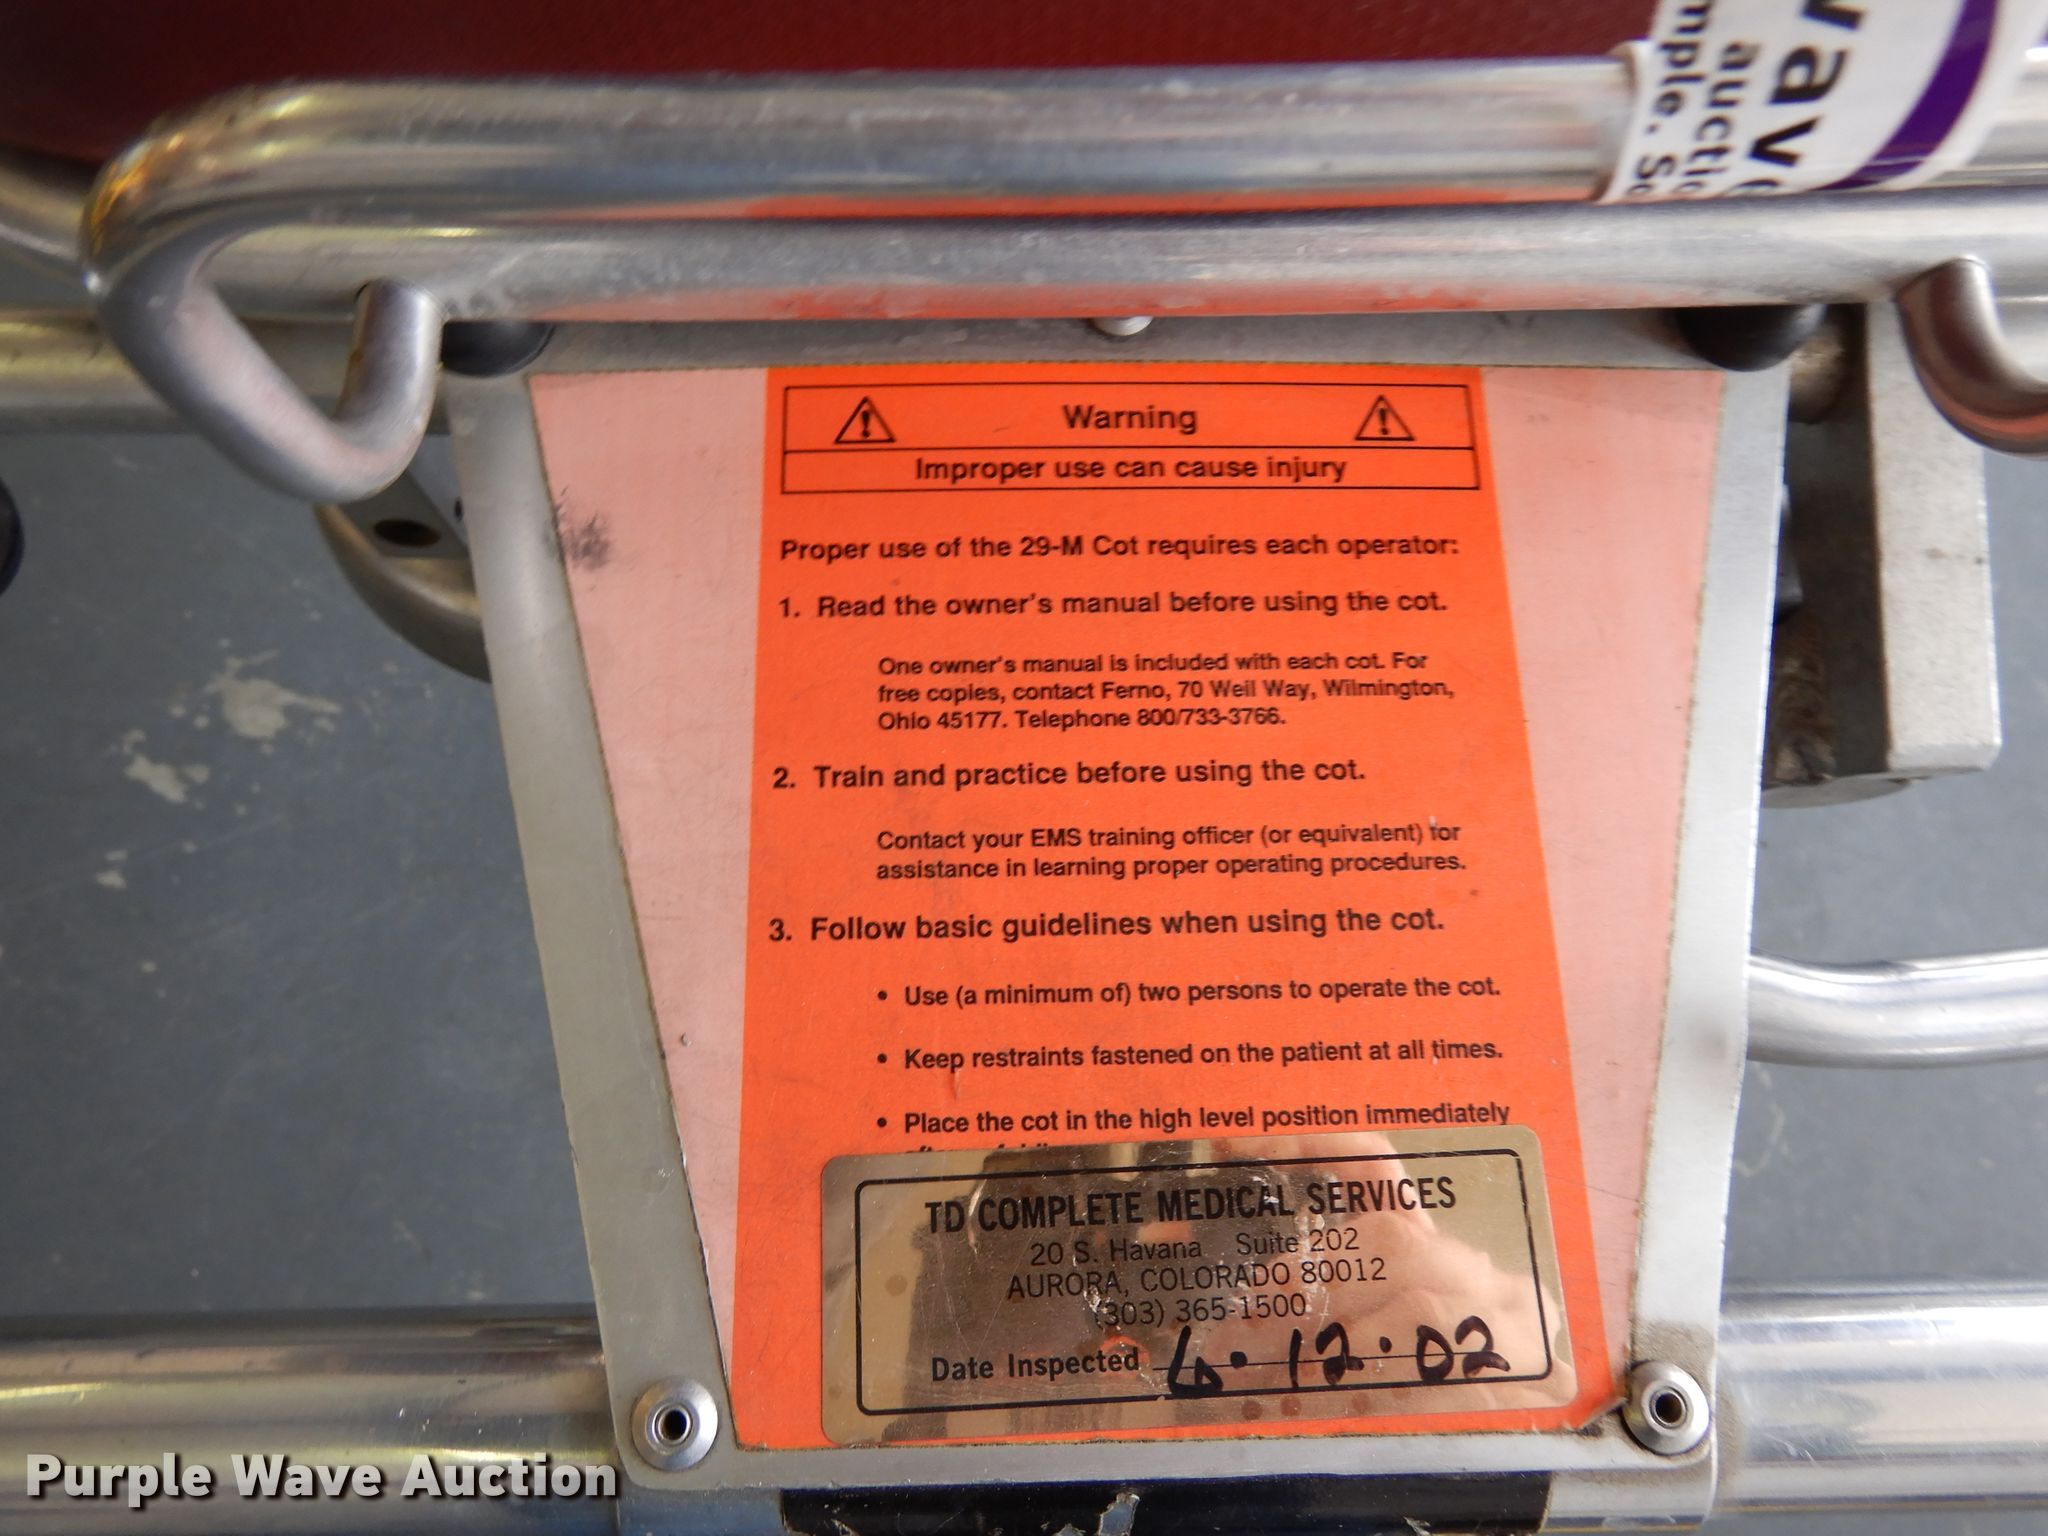 wave
auctio
mple. So
Warning
Improper use can cause injury
Proper use of the 29-M Cot requires each operator:
1. Read the owner's manual before using the cot.
One owner's manual is included with each cot. For
free copies, contact Ferno, 70 Weil Way, Wilmington,
Ohio 45177. Telephone 800/733-3766.
2. Train and practice before using the cot.
Contact your EMS training officer (or equivalent) for
assistance in learning proper operating procedures.
3. Follow basic guidelines when using the cot.
• Use (a minimum of) two persons to operate the cot.
• Keep restraints fastened on the patient at all times.
• Place the cot in the high level position immediately
TD COMPLETE MEDICAL SERVICES
20 S. Havana Suite 202
AURORA, COLORADO 80012
(303) 365-1500
Date Inspected 6·12·02
Purple Wave Auction